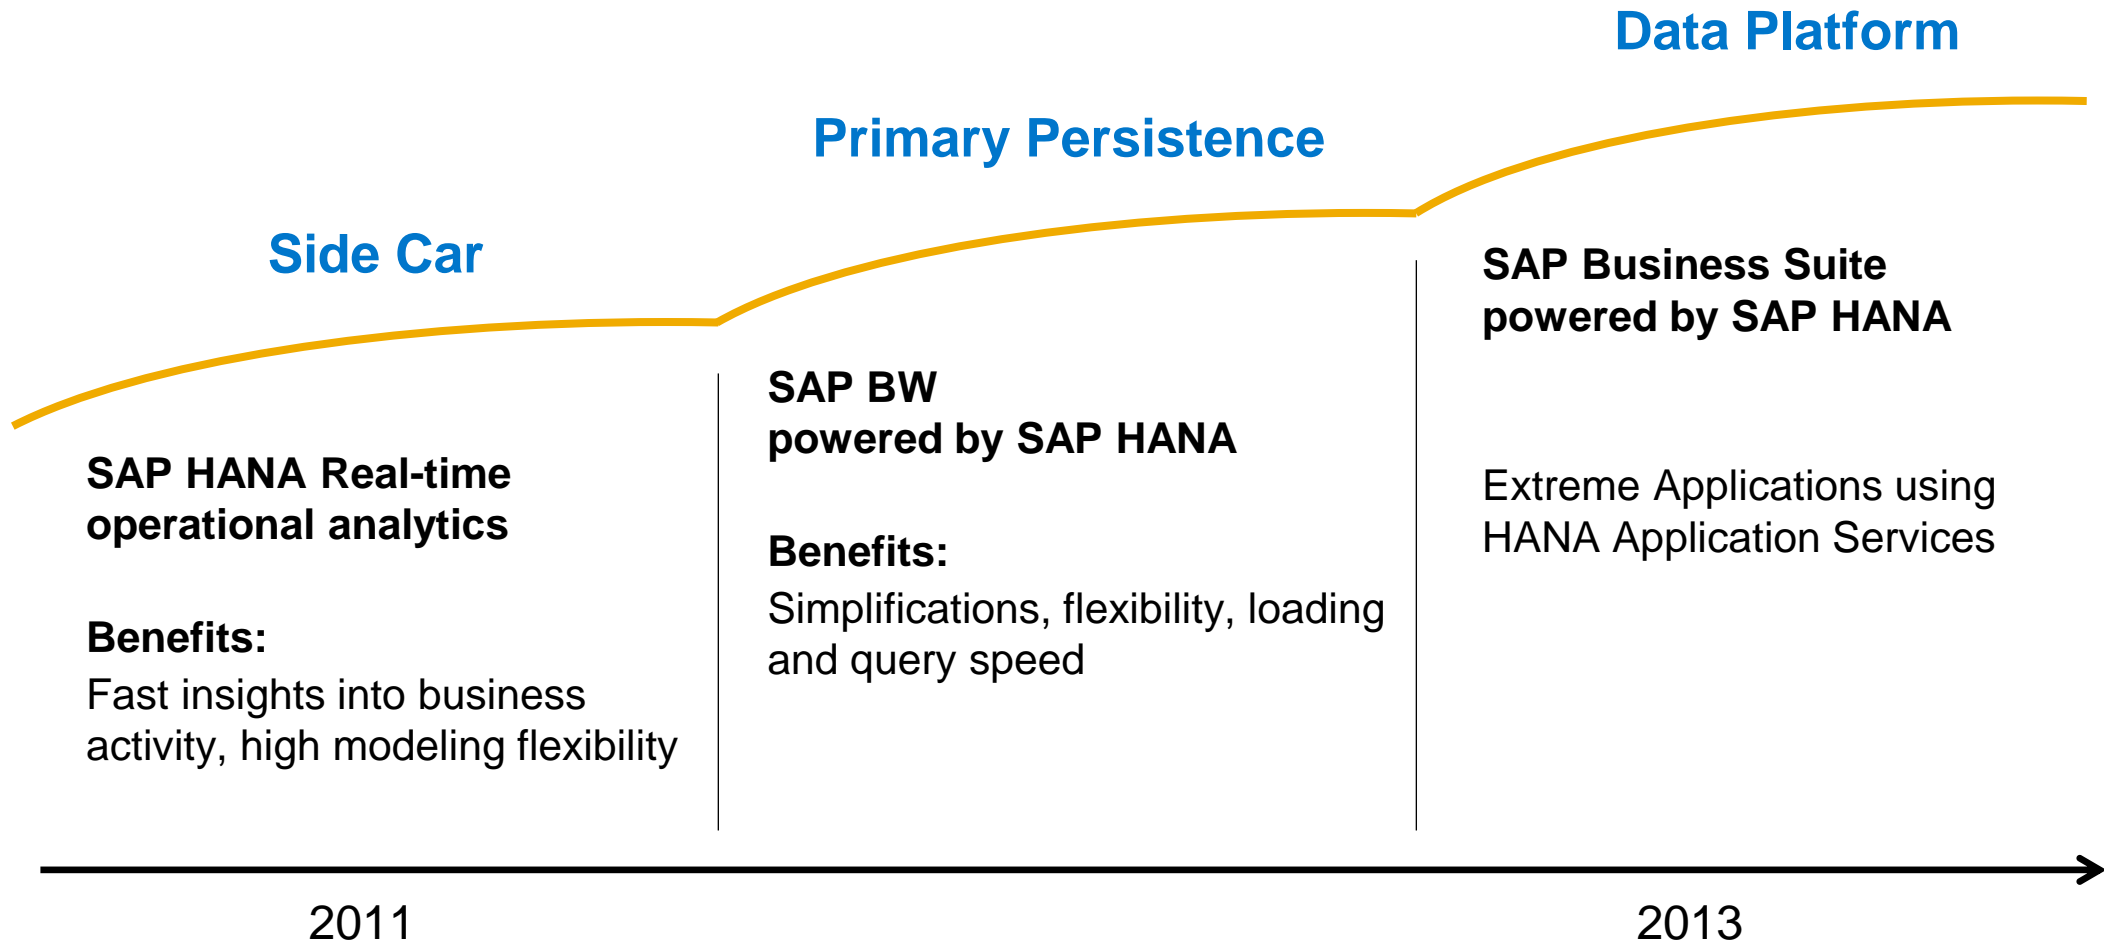 Data Platform
Primary Persistence
Side Car
SAP HANA Real-time
operational analytics
Benefits:
Fast insights into business
activity, high modeling flexibility
SAP BW
powered by SAP HANA
Benefits:
Simplifications, flexibility, loading
and query speed
SAP Business Suite
powered by SAP HANA
Extreme Applications using
HANA Application Services
2011
2013